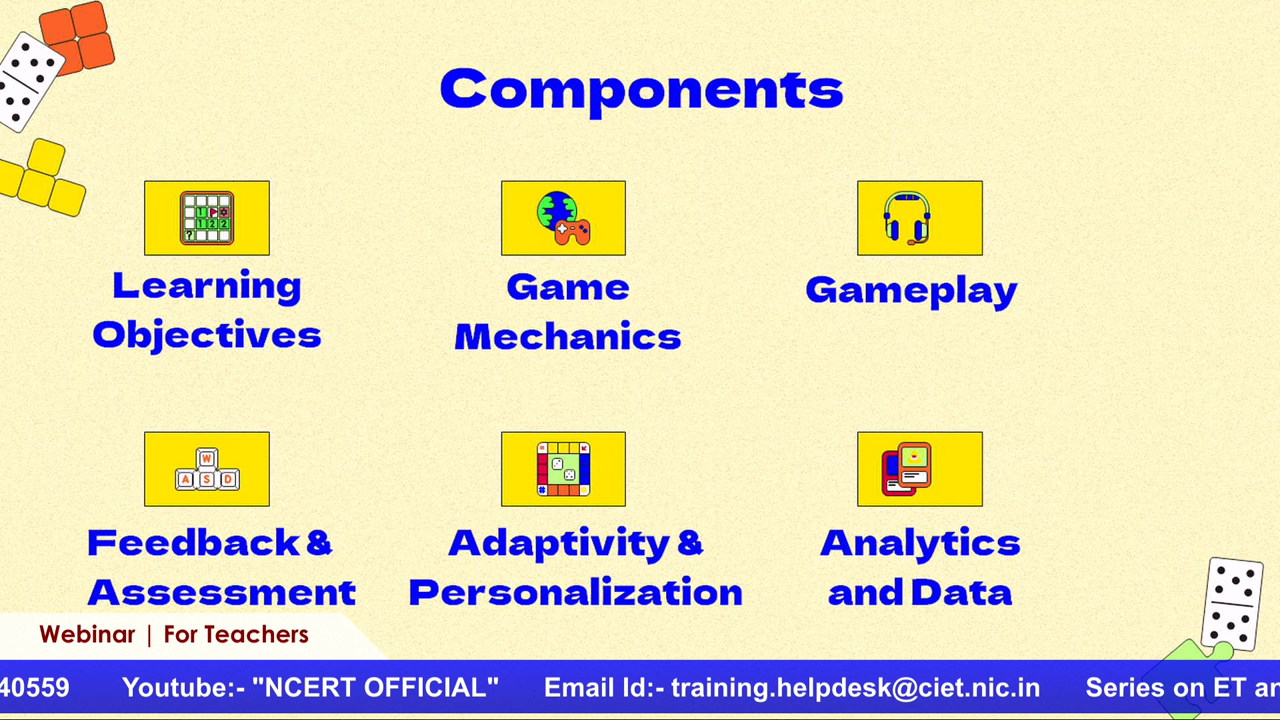 Components
Learning
Objectives
Game
Mechanics
Gameplay
W
A S D
Feedback &
Assessment
Adaptivity &
Personalization
Analytics
and Data
Webinar | For Teachers
40559 Youtube:- "NCERT OFFICIAL" Email Id:- training.helpdesk@ciet.nic.in Series on ET